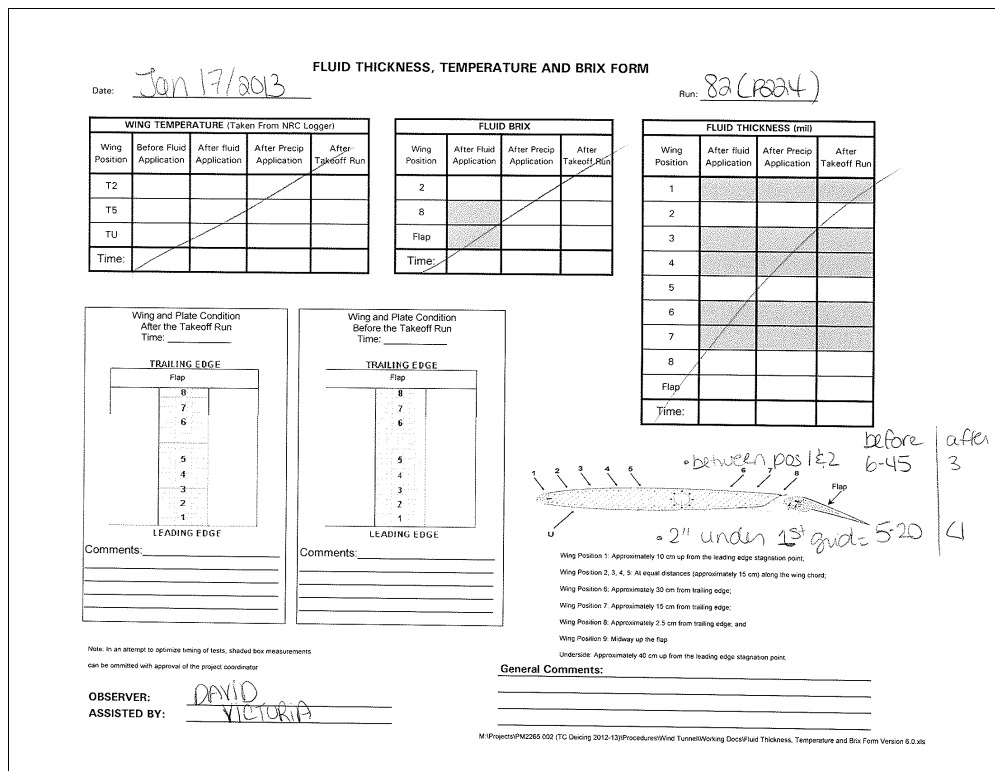 FLUID THICKNESS, TEMPERATURE AND BRIX FORM
Date: Jan 17/2013
Run: 82 (P224)
WING TEMPERATURE (Taken From NRC Logger)
Wing Position Before Fluid Application After fluid Application After Precip Application After Takeoff Run
T2
T5
TU
Time:
FLUID BRIX
Wing Position After Fluid Application After Precip Application After Takeoff Run
2
8
Flap
Time:
FLUID THICKNESS (mil)
Wing Position After fluid Application After Precip Application After Takeoff Run
1
2
3
4
5
6
7
8
Flap
Time:
Wing and Plate Condition
After the Takeoff Run
Time:
TRAILING EDGE
Flap
8
7
6
5
4
3
2
1
LEADING EDGE
Comments:
Wing and Plate Condition
Before the Takeoff Run
Time:
TRAILING EDGE
Flap
8
7
6
5
4
3
2
1
LEADING EDGE
Comments:
before after
• between pos 1 & 2 6-45 3
1 2 3 4 5 6 7 8
Flap
U
• 2" under 1st grid = 5-20
Wing Position 1: Approximately 10 cm up from the leading edge stagnation point;
Wing Position 2, 3, 4, 5: At equal distances (approximately 15 cm) along the wing chord;
Wing Position 6: Approximately 30 cm from trailing edge;
Wing Position 7: Approximately 15 cm from trailing edge;
Wing Position 8: Approximately 2.5 cm from trailing edge; and
Wing Position 9: Midway up the flap
Underside: Approximately 40 cm up from the leading edge stagnation point.
Note: In an attempt to optimize timing of tests, shaded box measurements
can be ommitted with approval of the project coordinator
General Comments:
OBSERVER: DAVID
ASSISTED BY: VICTORIA
M:\Projects\PM2265 002 (TC Deicing 2012-13)\Procedures\Wind Tunnel\Working Docs\Fluid Thickness, Temperature and Brix Form Version 6.0.xls